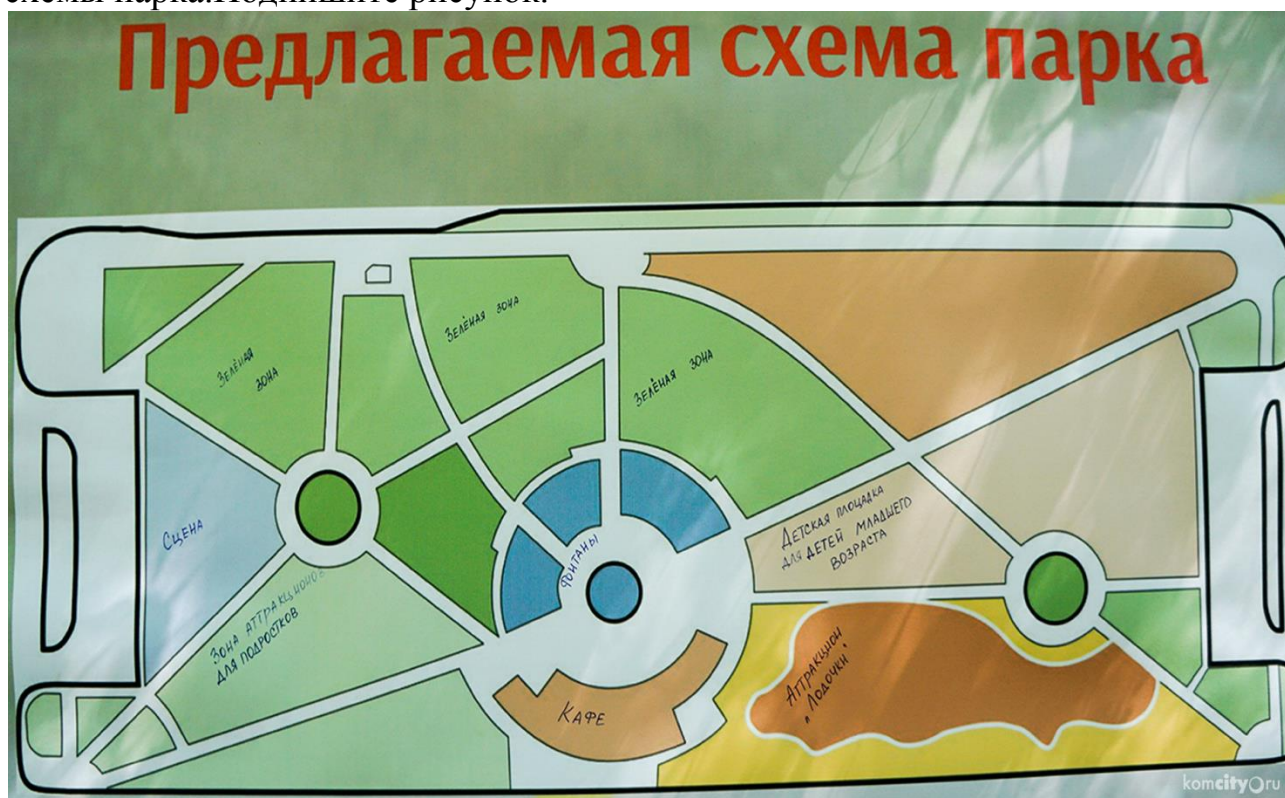 схемы парка.Подпишите рисунок.
Предлагаемая схема парка
ЗЕЛЁНАЯ
ЗОНА
ЗЕЛЁНАЯ ЗОНА
ЗЕЛЁНАЯ ЗОНА
СЦЕНА
ФОНТАНЫ
ДЕТСКАЯ ПЛОЩАДКА
ДЛЯ ДЕТЕЙ МЛАДШЕГО
ВОЗРАСТА
ЗОНА АТТРАКЦИОНОВ
ДЛЯ ПОДРОСТКОВ
КАФЕ
АТТРАКЦИОН
"ЛОДОЧКИ"
komcity.ru